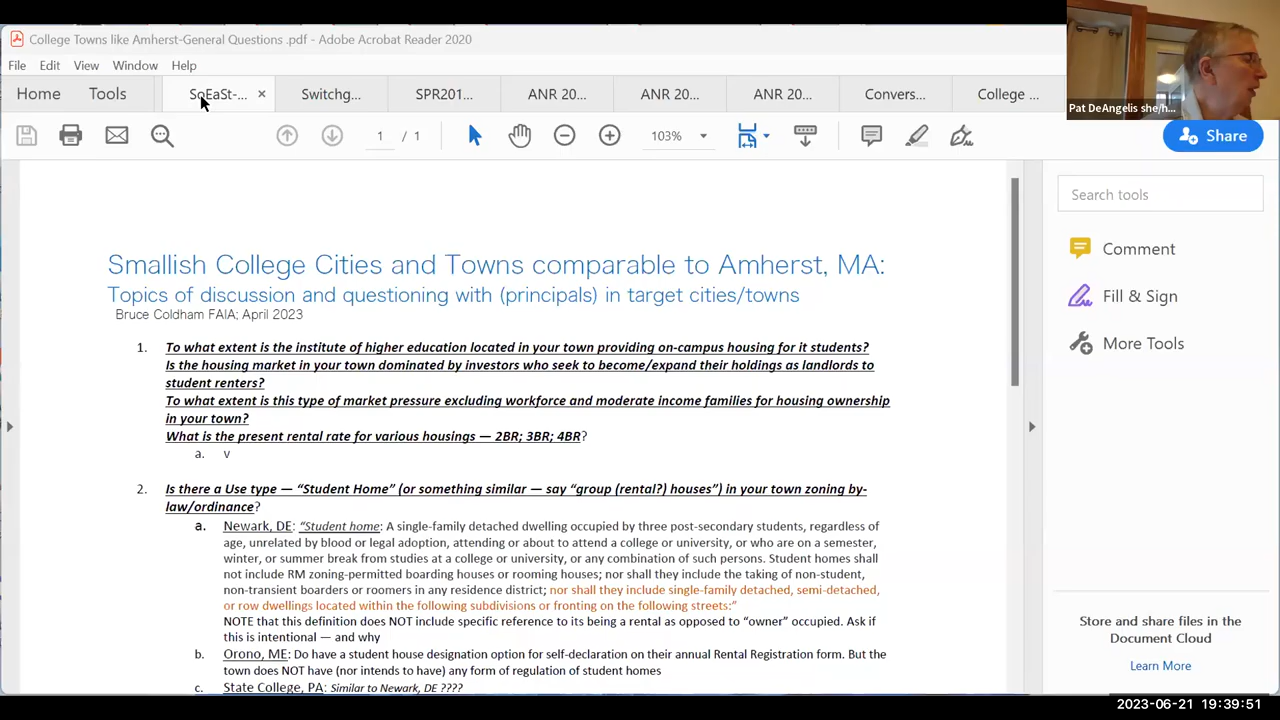 College Towns like Amherst-General Questions .pdf - Adobe Acrobat Reader 2020
File Edit View Window Help
Home Tools SoEaSt-... × Switchg... SPR201... ANR 20... ANR 20... ANR 20... Convers... College ...
Pat DeAngelis she/h...
1 / 1 103% Share
Search tools
Comment
Fill & Sign
More Tools
Smallish College Cities and Towns comparable to Amherst, MA:
Topics of discussion and questioning with (principals) in target cities/towns
Bruce Coldham FAIA; April 2023
1. To what extent is the institute of higher education located in your town providing on-campus housing for it students?
Is the housing market in your town dominated by investors who seek to become/expand their holdings as landlords to
student renters?
To what extent is this type of market pressure excluding workforce and moderate income families for housing ownership
in your town?
What is the present rental rate for various housings — 2BR; 3BR; 4BR?
a. v
2. Is there a Use type — “Student Home” (or something similar — say “group (rental?) houses”) in your town zoning by-
law/ordinance?
a. Newark, DE: “Student home: A single-family detached dwelling occupied by three post-secondary students, regardless of
age, unrelated by blood or legal adoption, attending or about to attend a college or university, or who are on a semester,
winter, or summer break from studies at a college or university, or any combination of such persons. Student homes shall
not include RM zoning-permitted boarding houses or rooming houses; nor shall they include the taking of non-student,
non-transient boarders or roomers in any residence district; nor shall they include single-family detached, semi-detached,
or row dwellings located within the following subdivisions or fronting on the following streets:”
NOTE that this definition does NOT include specific reference to its being a rental as opposed to “owner” occupied. Ask if
this is intentional — and why
b. Orono, ME: Do have a student house designation option for self-declaration on their annual Rental Registration form. But the
town does NOT have (nor intends to have) any form of regulation of student homes
c. State College, PA: Similar to Newark, DE ????
Store and share files in the
Document Cloud
Learn More
2023-06-21 19:39:51